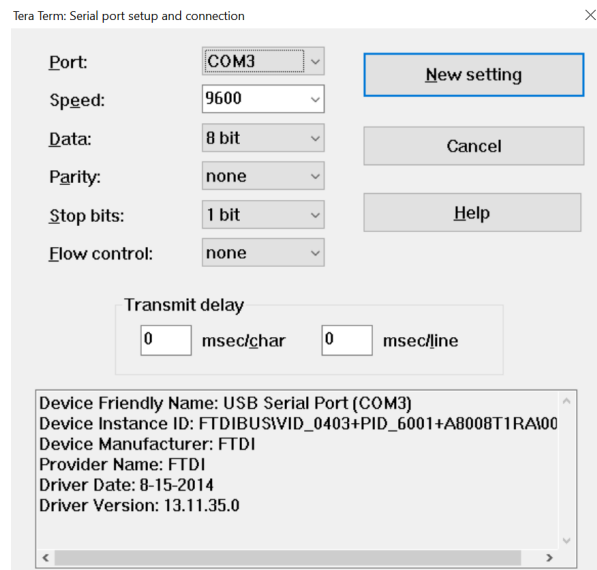 Tera Term: Serial port setup and connection
Port: COM3
New setting
Speed: 9600
Data: 8 bit
Cancel
Parity: none
Stop bits: 1 bit
Help
Flow control: none
Transmit delay
0 msec/char 0 msec/line
Device Friendly Name: USB Serial Port (COM3)
Device Instance ID: FTDIBUS\VID_0403+PID_6001+A8008T1RA\00
Device Manufacturer: FTDI
Provider Name: FTDI
Driver Date: 8-15-2014
Driver Version: 13.11.35.0